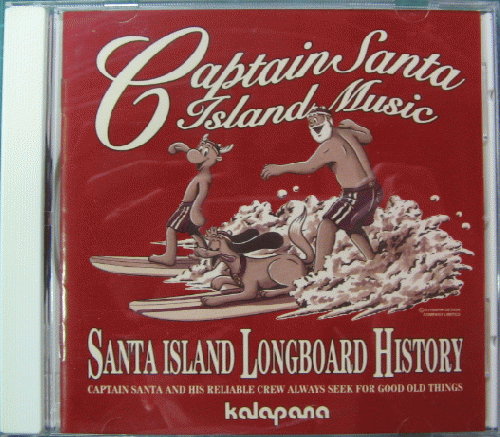 Captain Santa
Island Music
SANTA ISLAND LONGBOARD HISTORY
CAPTAIN SANTA AND HIS RELIABLE CREW ALWAYS SEEK FOR GOOD OLD THINGS
kalapana